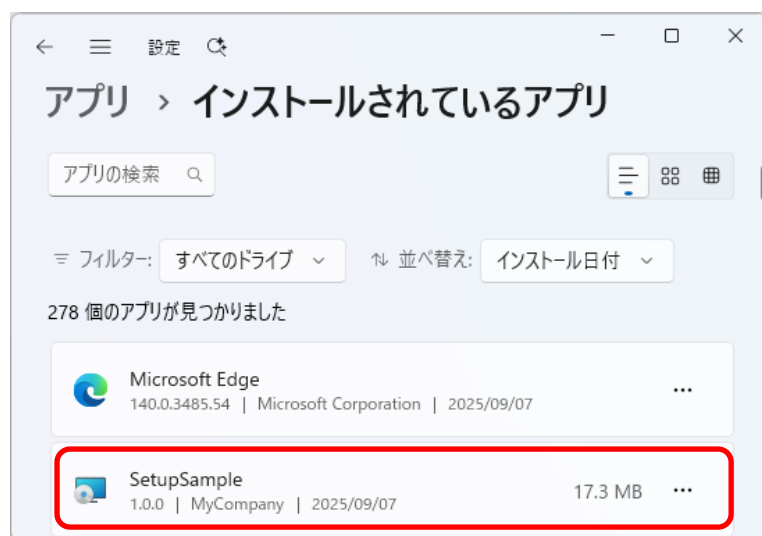 設定
アプリ › インストールされているアプリ
アプリの検索
フィルター: すべてのドライブ 並べ替え: インストール日付
278 個のアプリが見つかりました
Microsoft Edge
140.0.3485.54 | Microsoft Corporation | 2025/09/07
SetupSample 17.3 MB
1.0.0 | MyCompany | 2025/09/07